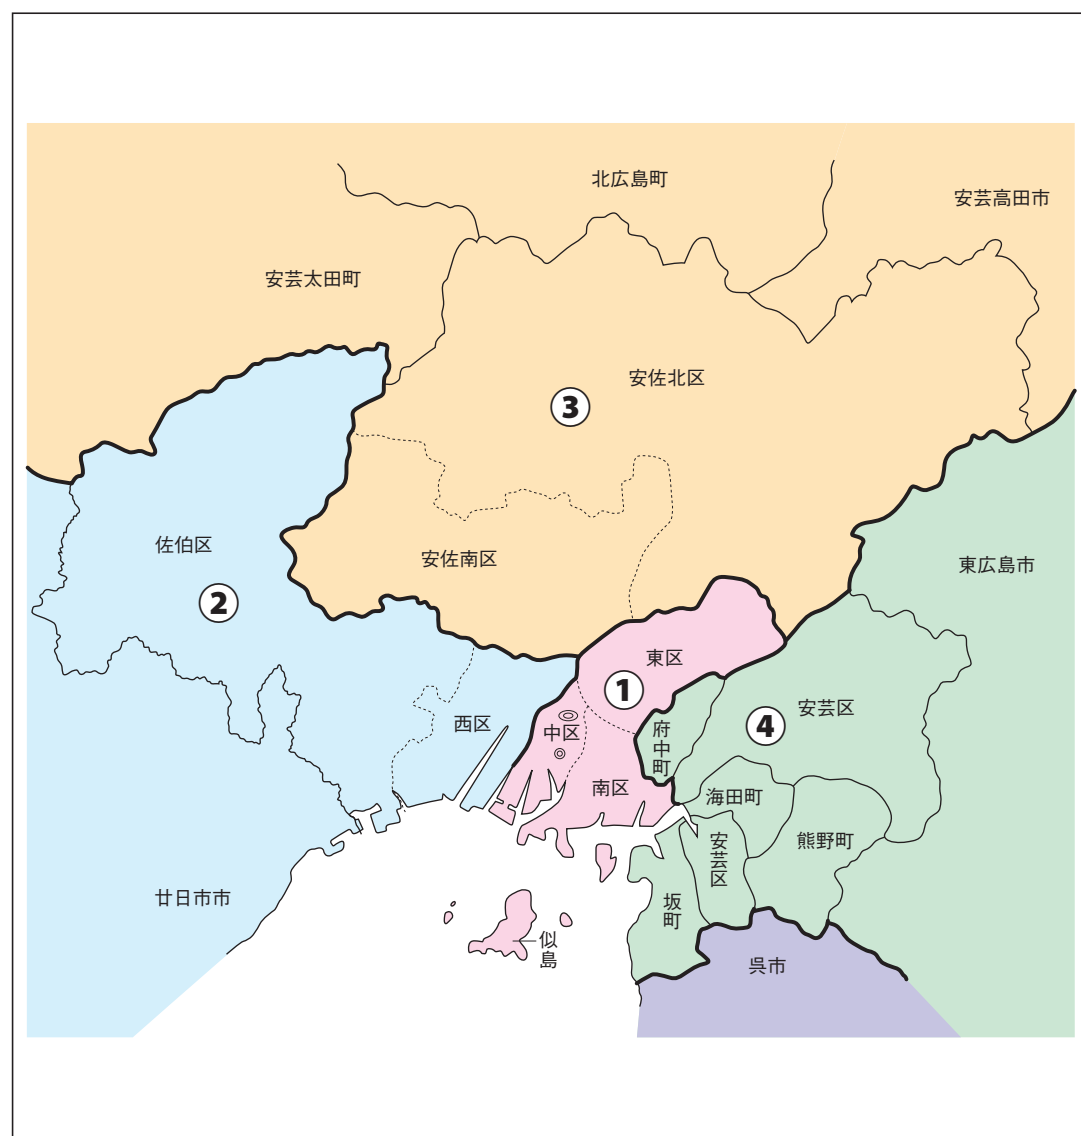 北広島町
安芸高田市
安芸太田町
安佐北区
3
安佐南区
佐伯区
2
東広島市
東区
1
安芸区
4
西区
中区
府中町
南区
海田町
熊野町
安芸区
坂町
廿日市市
似島
呉市